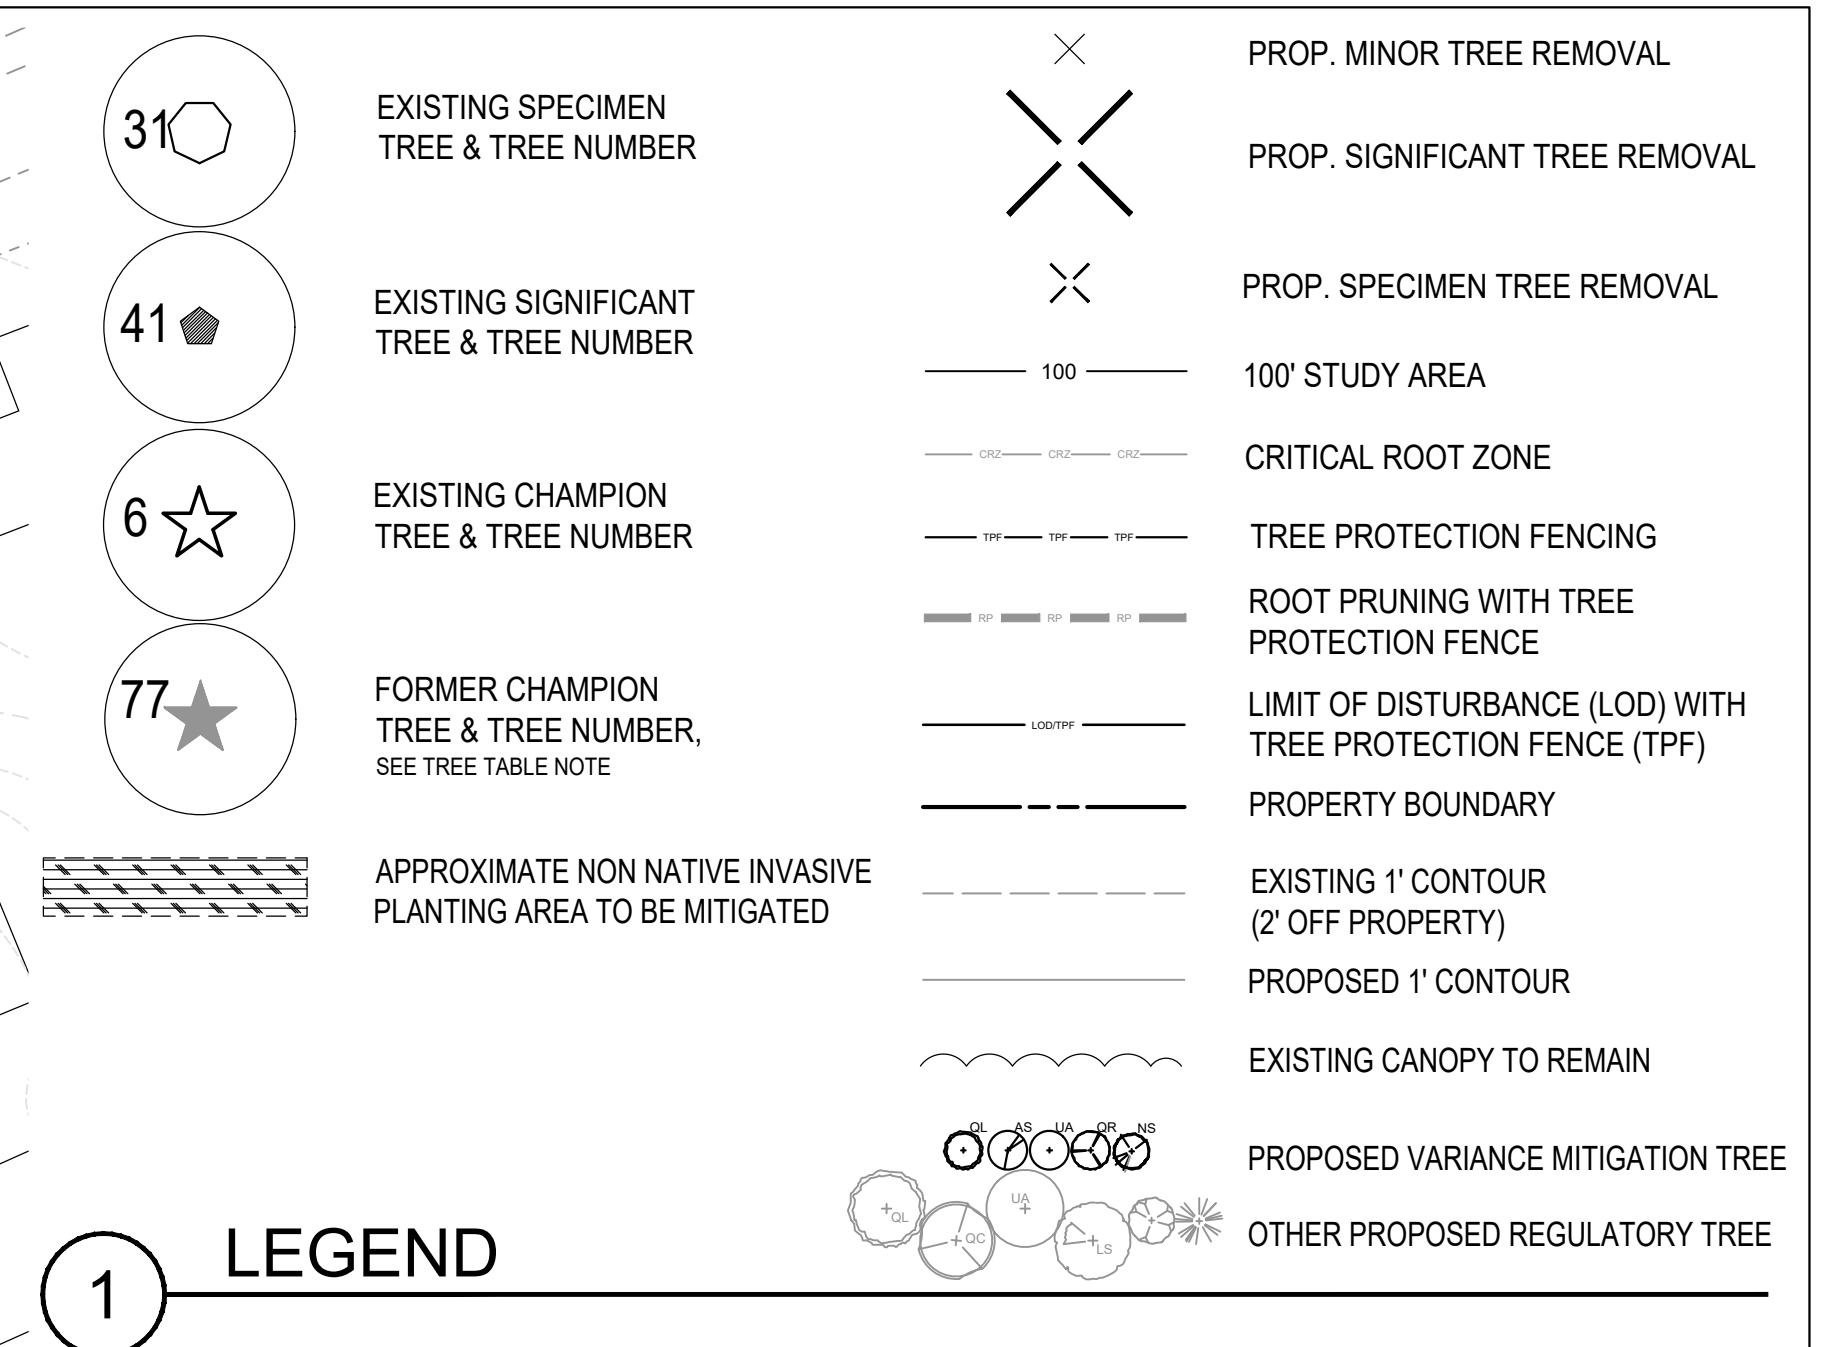 31
EXISTING SPECIMEN
TREE & TREE NUMBER
41
EXISTING SIGNIFICANT
TREE & TREE NUMBER
6
EXISTING CHAMPION
TREE & TREE NUMBER
77
FORMER CHAMPION
TREE & TREE NUMBER,
SEE TREE TABLE NOTE
APPROXIMATE NON NATIVE INVASIVE
PLANTING AREA TO BE MITIGATED
PROP. MINOR TREE REMOVAL
PROP. SIGNIFICANT TREE REMOVAL
PROP. SPECIMEN TREE REMOVAL
100
100' STUDY AREA
CRZ CRZ CRZ
CRITICAL ROOT ZONE
TPF TPF TPF
TREE PROTECTION FENCING
RP RP RP
ROOT PRUNING WITH TREE
PROTECTION FENCE
LOD/TPF
LIMIT OF DISTURBANCE (LOD) WITH
TREE PROTECTION FENCE (TPF)
PROPERTY BOUNDARY
EXISTING 1' CONTOUR
(2' OFF PROPERTY)
PROPOSED 1' CONTOUR
EXISTING CANOPY TO REMAIN
QL AS UA QR NS
PROPOSED VARIANCE MITIGATION TREE
QL QC UA LS
OTHER PROPOSED REGULATORY TREE
1
LEGEND